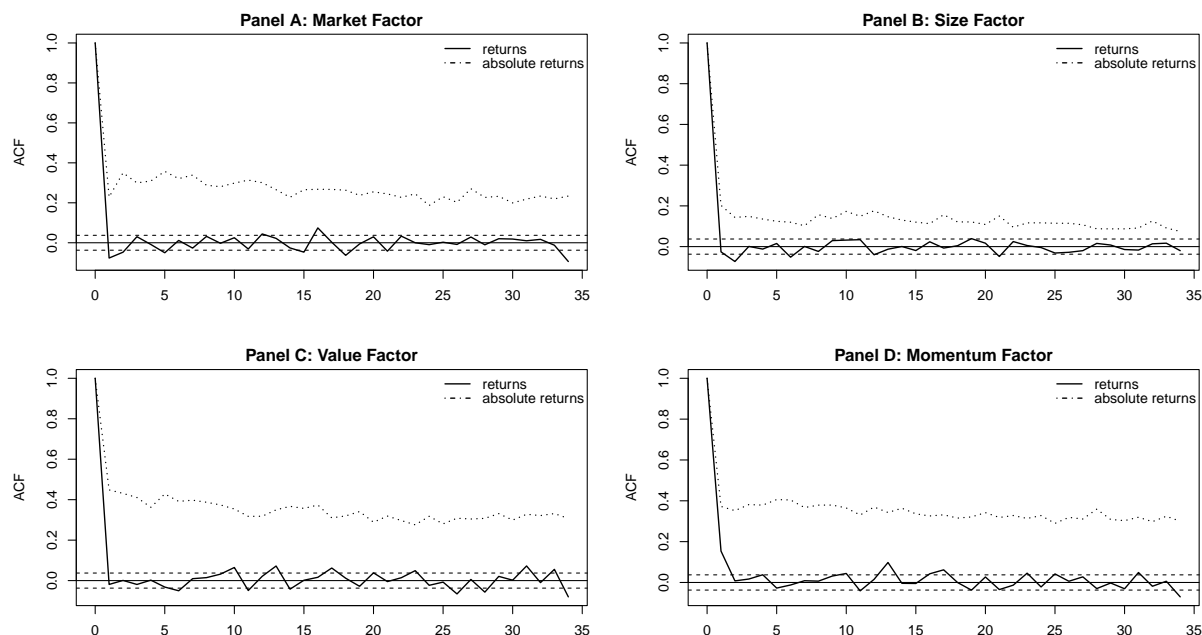 Panel A: Market Factor
returns
absolute returns
ACF
1.0
0.8
0.6
0.4
0.2
0.0
0 5 10 15 20 25 30 35
Panel B: Size Factor
returns
absolute returns
ACF
1.0
0.8
0.6
0.4
0.2
0.0
0 5 10 15 20 25 30 35
Panel C: Value Factor
returns
absolute returns
ACF
1.0
0.8
0.6
0.4
0.2
0.0
0 5 10 15 20 25 30 35
Panel D: Momentum Factor
returns
absolute returns
ACF
1.0
0.8
0.6
0.4
0.2
0.0
0 5 10 15 20 25 30 35